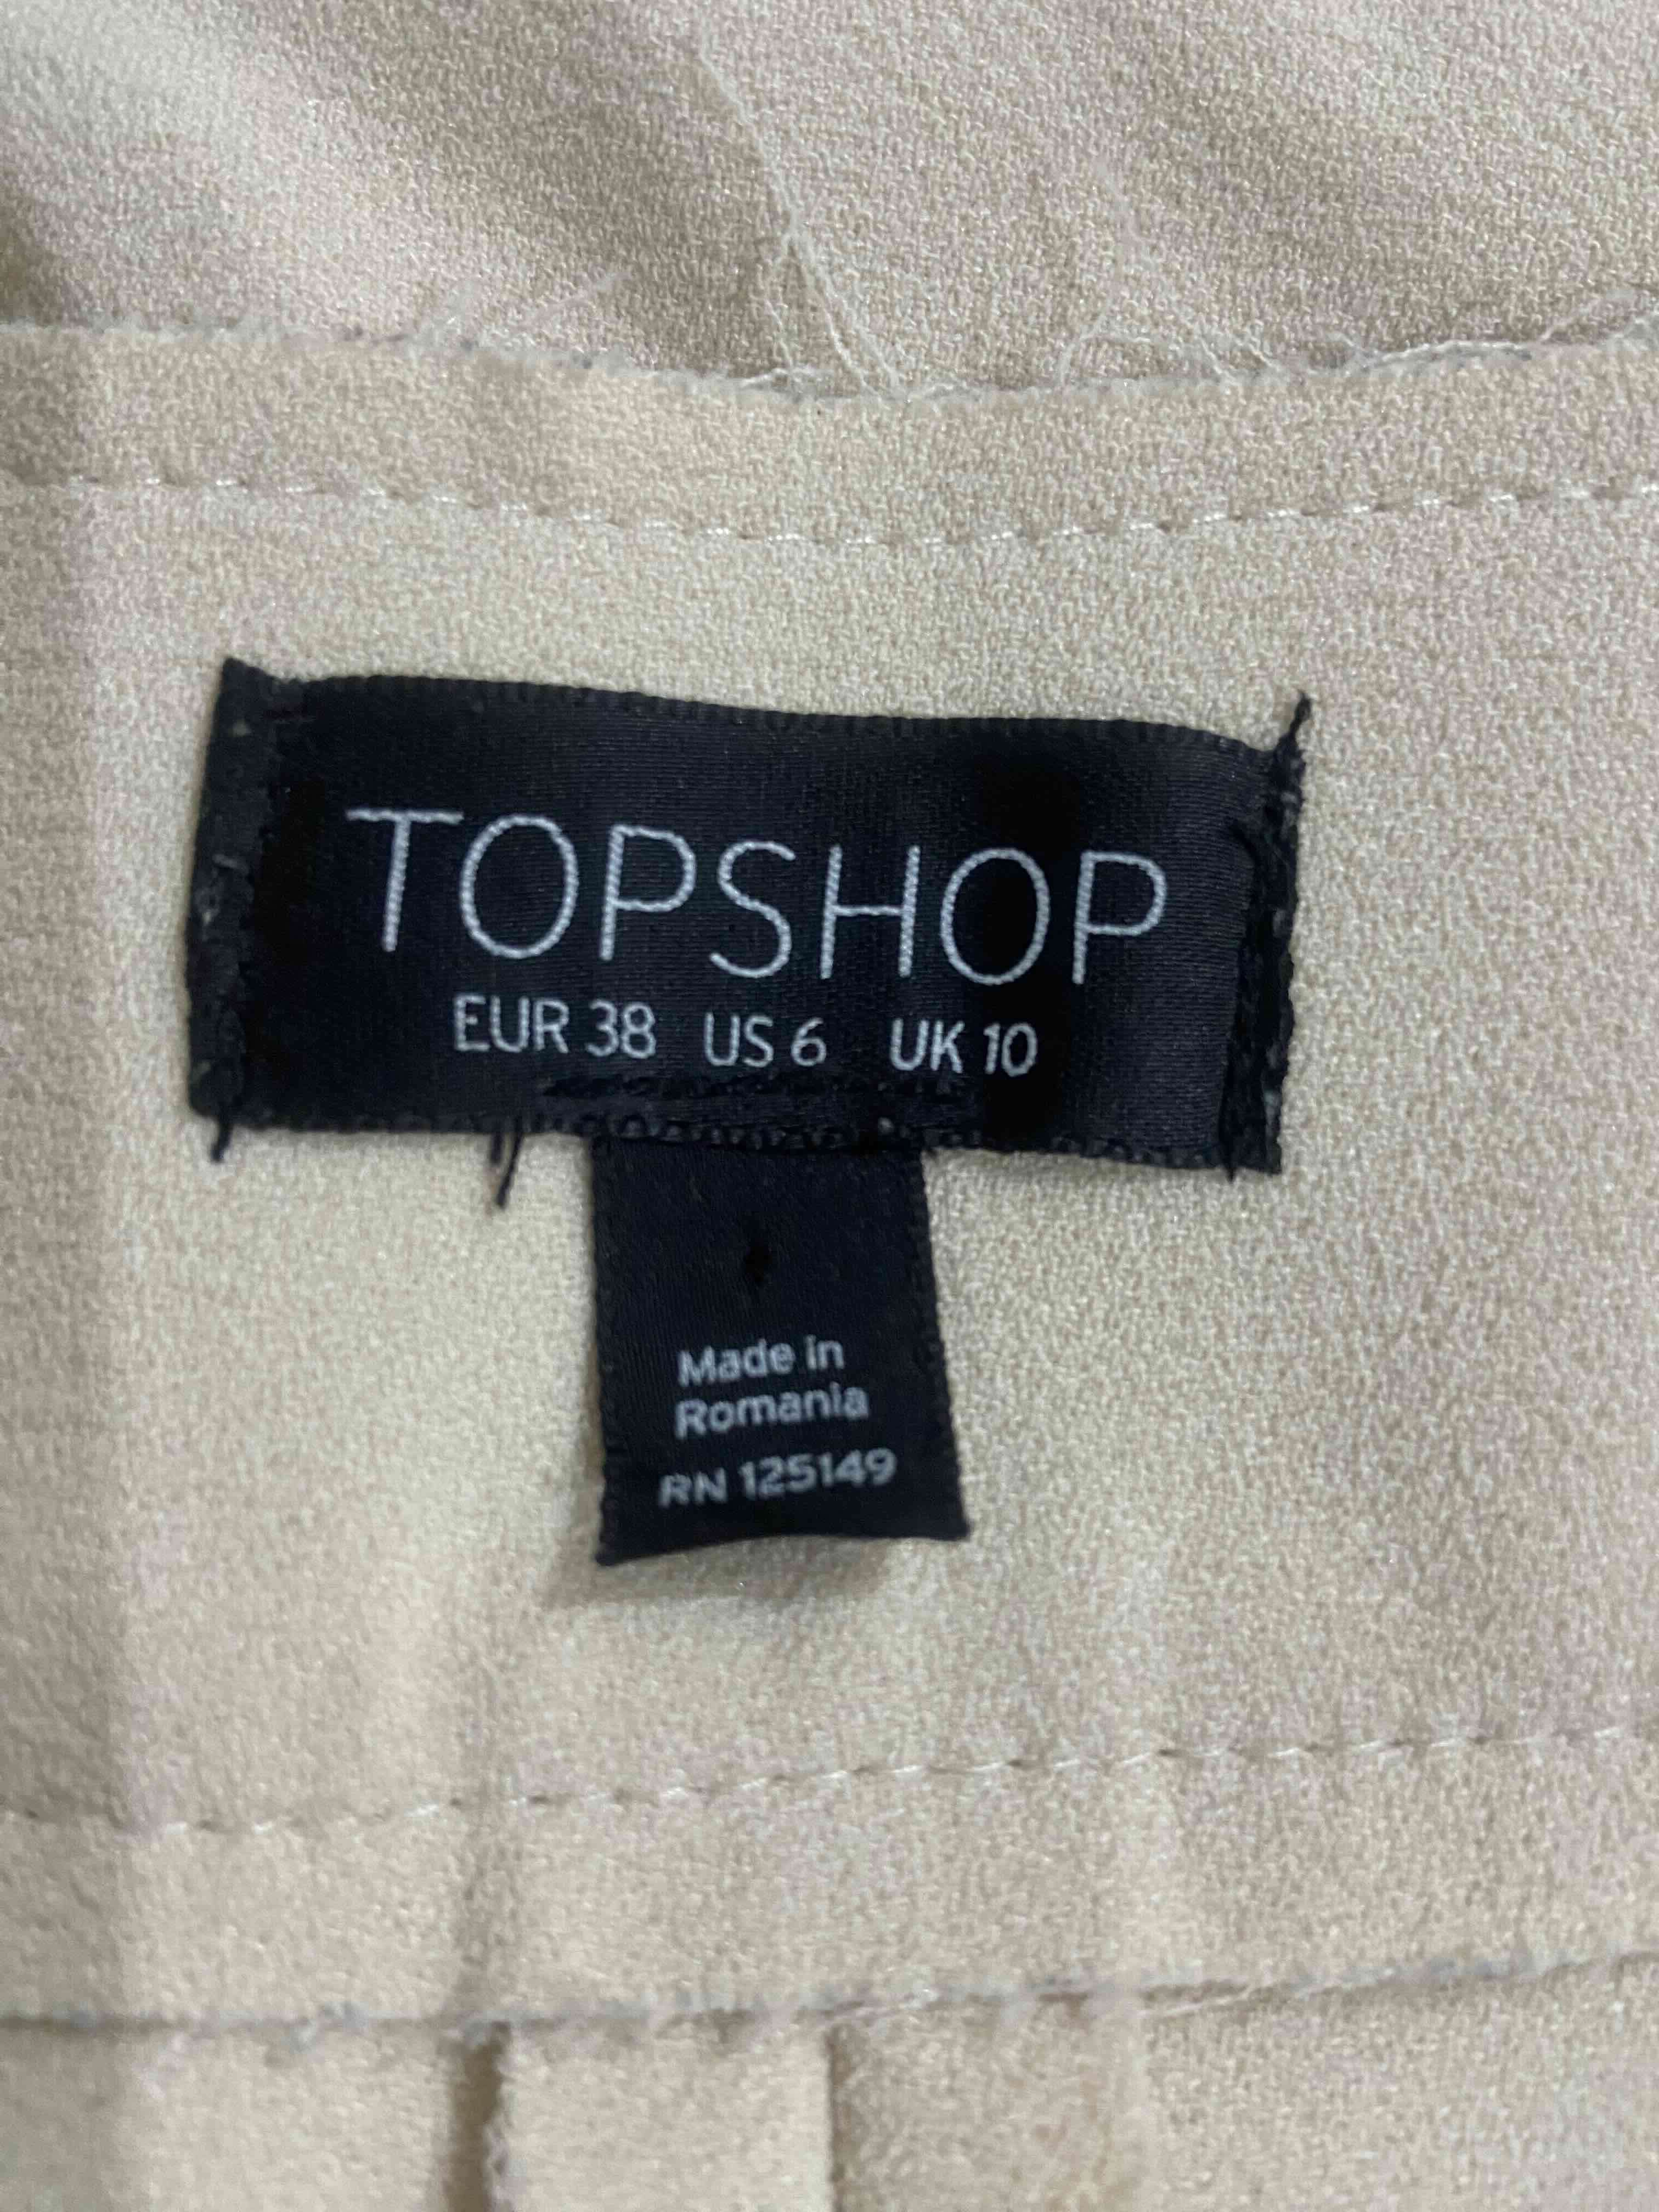 TOPSHOP
EUR 38 US 6 UK 10
Made in
Romania
RN 125149